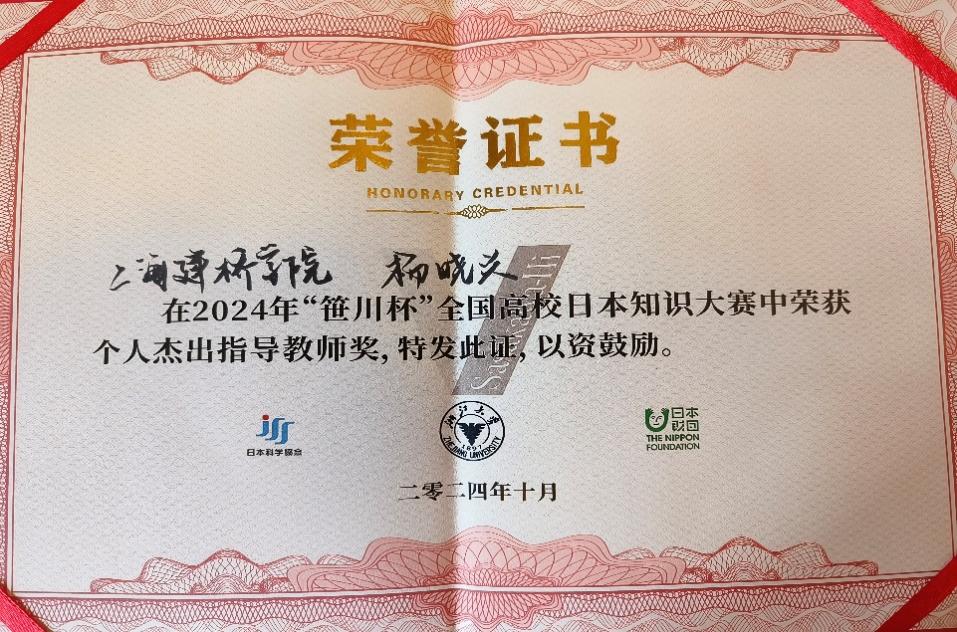 荣誉证书
HONORARY CREDENTIAL
上海建桥学院 杨晓芬
在2024年“笹川杯”全国高校日本知识大赛中荣获
个人杰出指导教师奖,特发此证,以资鼓励。
JSS
日本科学協会
浙江大学
1897
ZHEJIANG UNIVERSITY
日本
財団
THE NIPPON
FOUNDATION
二零二四年十月